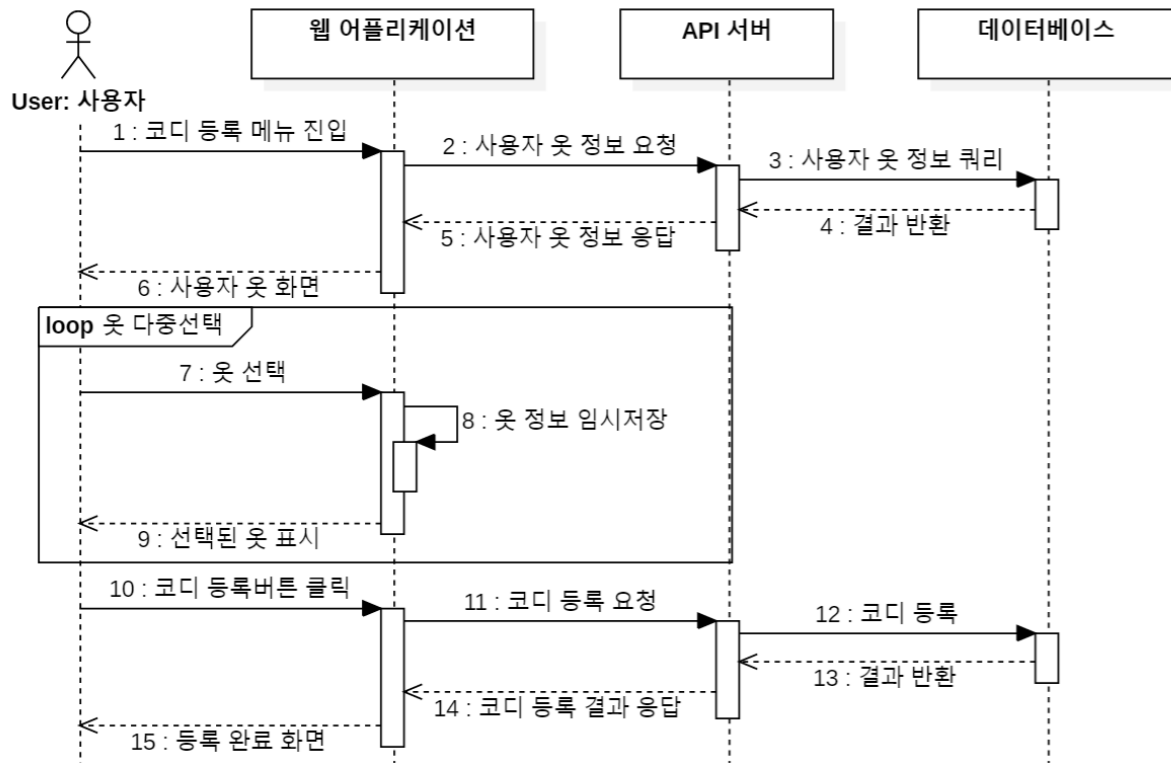 웹 어플리케이션
API 서버
데이터베이스
User: 사용자
1 : 코디 등록 메뉴 진입
2 : 사용자 옷 정보 요청
3 : 사용자 옷 정보 쿼리
4 : 결과 반환
5 : 사용자 옷 정보 응답
6 : 사용자 옷 화면
loop 옷 다중선택
7 : 옷 선택
8 : 옷 정보 임시저장
9 : 선택된 옷 표시
10 : 코디 등록버튼 클릭
11 : 코디 등록 요청
12 : 코디 등록
13 : 결과 반환
14 : 코디 등록 결과 응답
15 : 등록 완료 화면